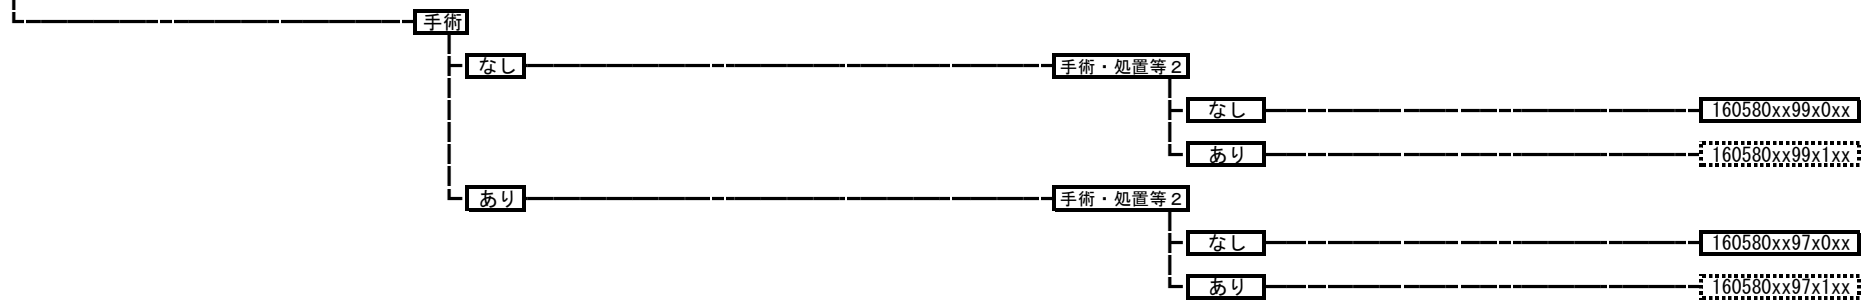 手術
なし 手術・処置等２
なし 160580xx99x0xx
あり 160580xx99x1xx
あり 手術・処置等２
なし 160580xx97x0xx
あり 160580xx97x1xx